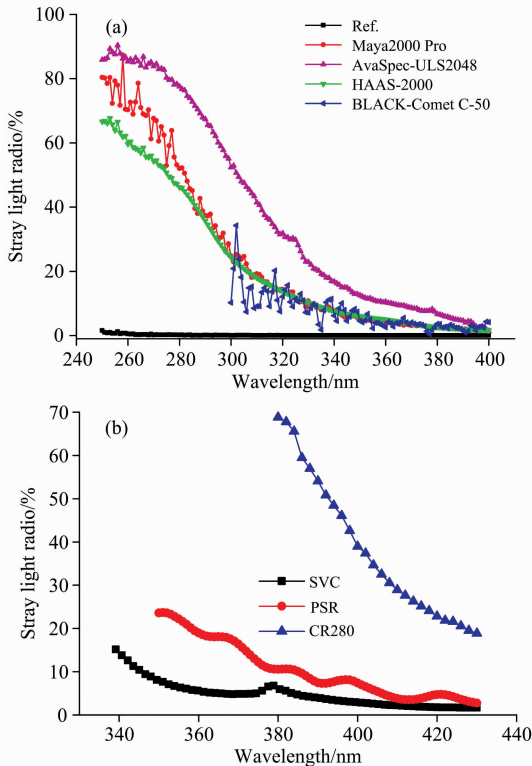 (a)
Ref.
Maya2000 Pro
AvaSpec-ULS2048
HAAS-2000
BLACK-Comet C-50
Stray light radio/%
100
80
60
40
20
0
240 260 280 300 320 340 360 380 400
Wavelength/nm
(b)
SVC
PSR
CR280
Stray light radio/%
70
60
50
40
30
20
10
0
340 360 380 400 420 440
Wavelength/nm